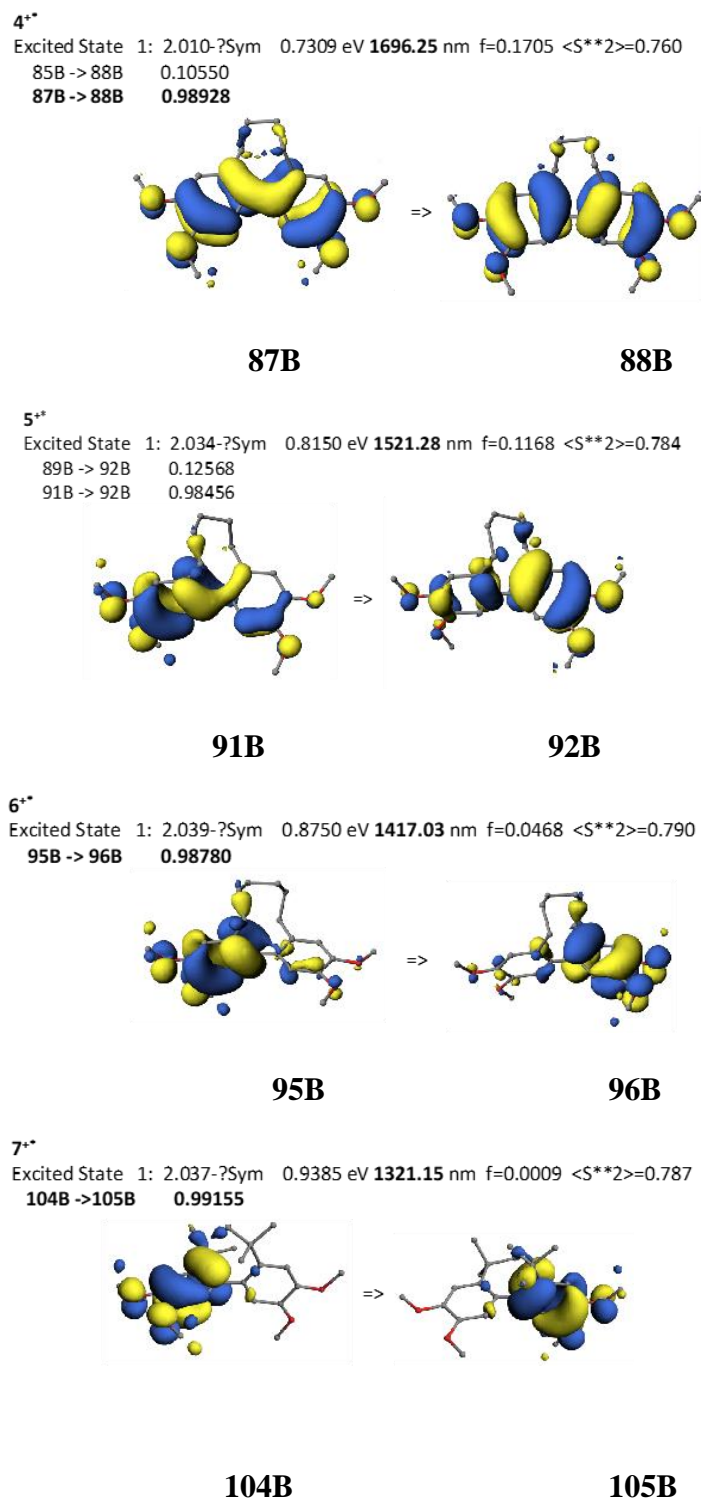 4⁺•
Excited State 1: 2.010-?Sym 0.7309 eV 1696.25 nm f=0.1705 <S**2>=0.760
85B -> 88B 0.10550
87B -> 88B 0.98928
=>
87B 88B
5⁺•
Excited State 1: 2.034-?Sym 0.8150 eV 1521.28 nm f=0.1168 <S**2>=0.784
89B -> 92B 0.12568
91B -> 92B 0.98456
=>
91B 92B
6⁺•
Excited State 1: 2.039-?Sym 0.8750 eV 1417.03 nm f=0.0468 <S**2>=0.790
95B -> 96B 0.98780
=>
95B 96B
7⁺•
Excited State 1: 2.037-?Sym 0.9385 eV 1321.15 nm f=0.0009 <S**2>=0.787
104B ->105B 0.99155
=>
104B 105B